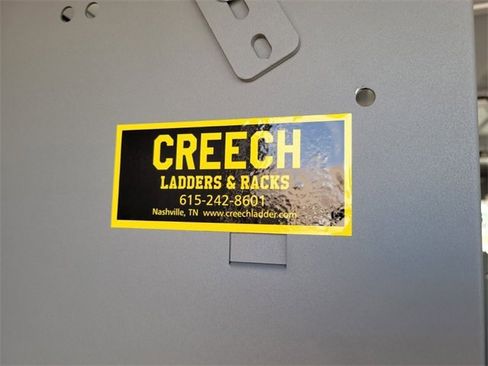 CREECH
LADDERS & RACKS
615-242-8601
Nashville, TN www.creechladder.com